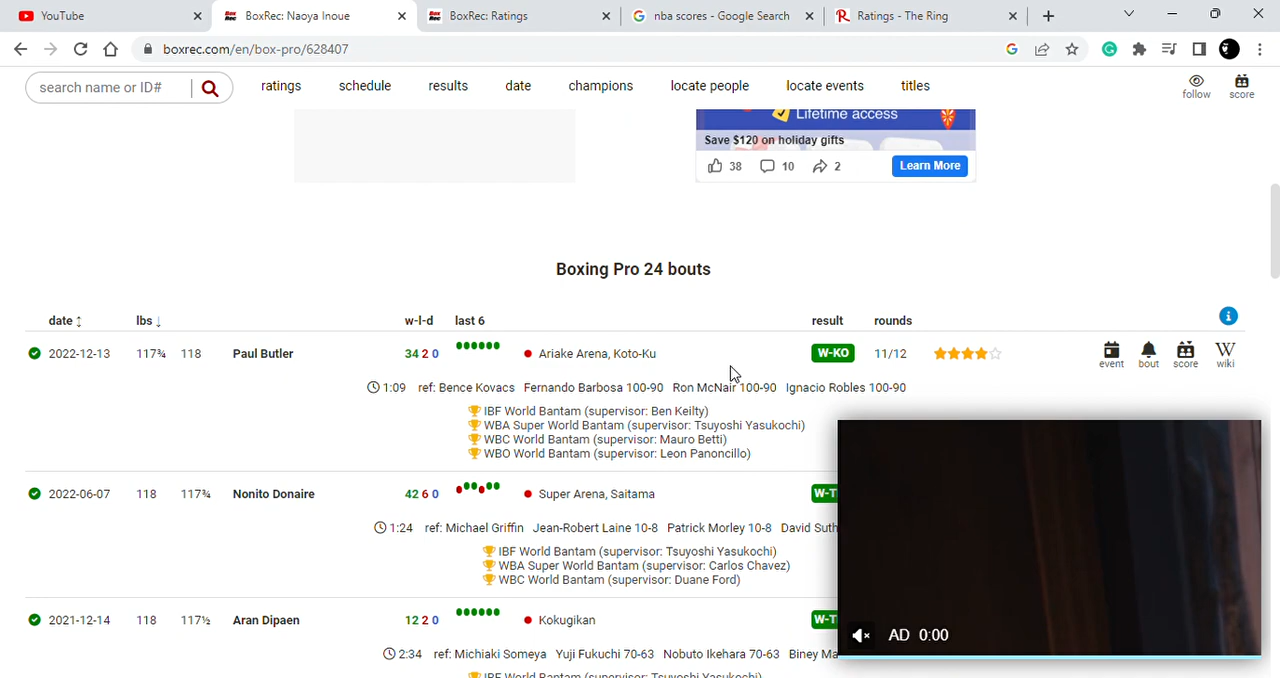 YouTube
BoxRec: Naoya Inoue
BoxRec: Ratings
nba scores - Google Search
Ratings - The Ring
boxrec.com/en/box-pro/628407
search name or ID#
ratings schedule results date champions locate people locate events titles
follow score
Lifetime access
Save $120 on holiday gifts
38 10 2 Learn More
Boxing Pro 24 bouts
date lbs w-l-d last 6 result rounds
2022-12-13 117¾ 118 Paul Butler 34 2 0 Ariake Arena, Koto-Ku W-KO 11/12
event bout score wiki
1:09 ref: Bence Kovacs Fernando Barbosa 100-90 Ron McNair 100-90 Ignacio Robles 100-90
IBF World Bantam (supervisor: Ben Keilty)
WBA Super World Bantam (supervisor: Tsuyoshi Yasukochi)
WBC World Bantam (supervisor: Mauro Betti)
WBO World Bantam (supervisor: Leon Panoncillo)
2022-06-07 118 117¾ Nonito Donaire 42 6 0 Super Arena, Saitama W-T
1:24 ref: Michael Griffin Jean-Robert Laine 10-8 Patrick Morley 10-8 David Suth
IBF World Bantam (supervisor: Tsuyoshi Yasukochi)
WBA Super World Bantam (supervisor: Carlos Chavez)
WBC World Bantam (supervisor: Duane Ford)
2021-12-14 118 117½ Aran Dipaen 12 2 0 Kokugikan W-T
AD 0:00
2:34 ref: Michiaki Someya Yuji Fukuchi 70-63 Nobuto Ikehara 70-63 Biney Ma
IBF World Bantam (supervisor: Tsuyoshi Yasukochi)